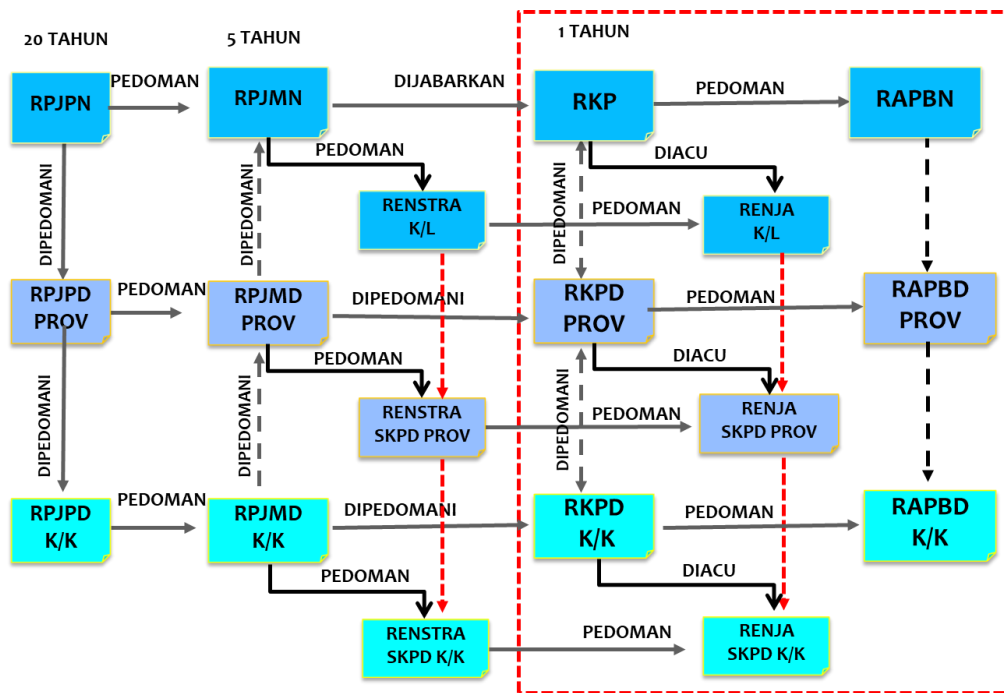 20 TAHUN
5 TAHUN
1 TAHUN
RPJPN
PEDOMAN
RPJMN
DIJABARKAN
RKP
PEDOMAN
RAPBN
DIPEDOMANI
DIPEDOMANI
PEDOMAN
DIPEDOMANI
DIACU
RENSTRA
K/L
PEDOMAN
RENJA
K/L
RPJPD
PROV
PEDOMAN
RPJMD
PROV
DIPEDOMANI
RKPD
PROV
PEDOMAN
RAPBD
PROV
DIPEDOMANI
DIPEDOMANI
PEDOMAN
DIPEDOMANI
DIACU
RENSTRA
SKPD PROV
PEDOMAN
RENJA
SKPD PROV
RPJPD
K/K
PEDOMAN
RPJMD
K/K
DIPEDOMANI
RKPD
K/K
PEDOMAN
RAPBD
K/K
PEDOMAN
DIACU
RENSTRA
SKPD K/K
PEDOMAN
RENJA
SKPD K/K